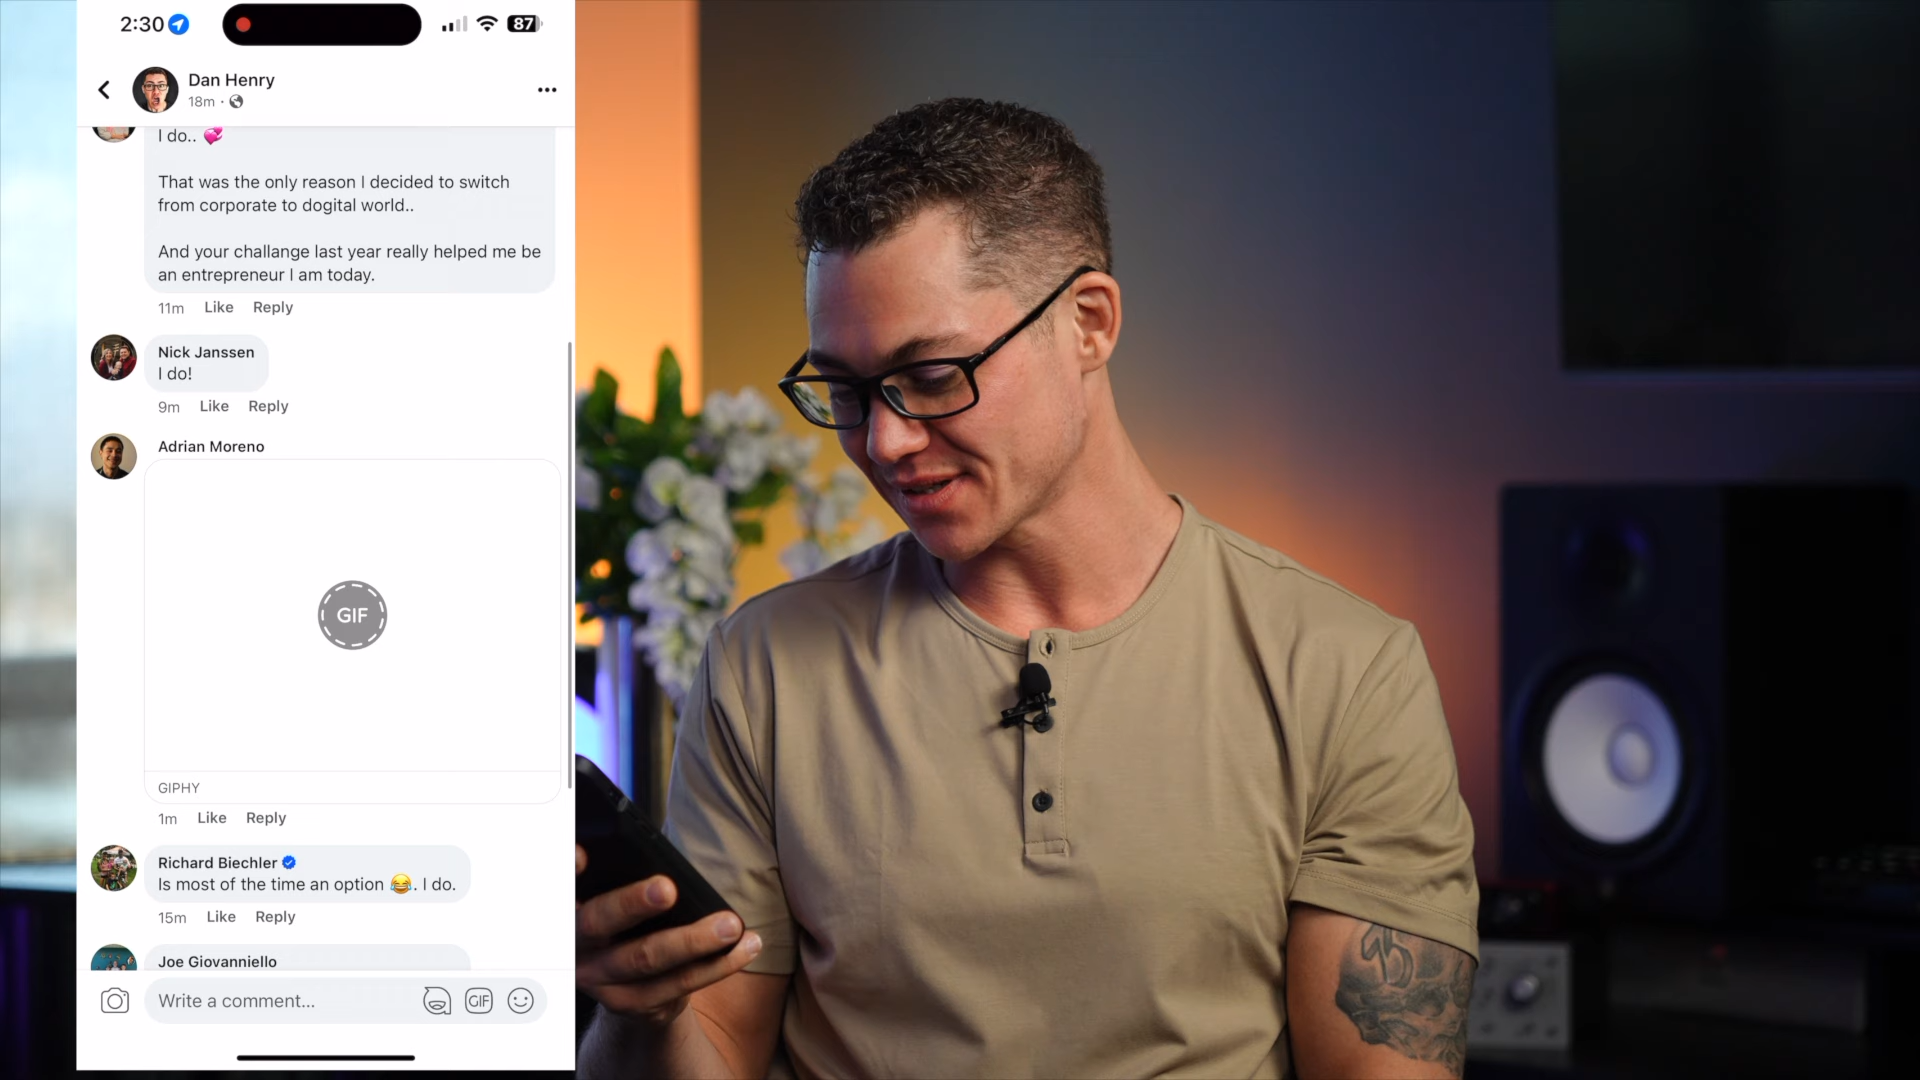 2:30
87
Dan Henry
18m ·
I do.. 💞
That was the only reason I decided to switch
from corporate to dogital world..
And your challange last year really helped me be
an entrepreneur I am today.
11m Like Reply
Nick Janssen
I do!
9m Like Reply
Adrian Moreno
GIF
GIPHY
1m Like Reply
Richard Biechler
Is most of the time an option 😂. I do.
15m Like Reply
Joe Giovanniello
Write a comment...
GIF